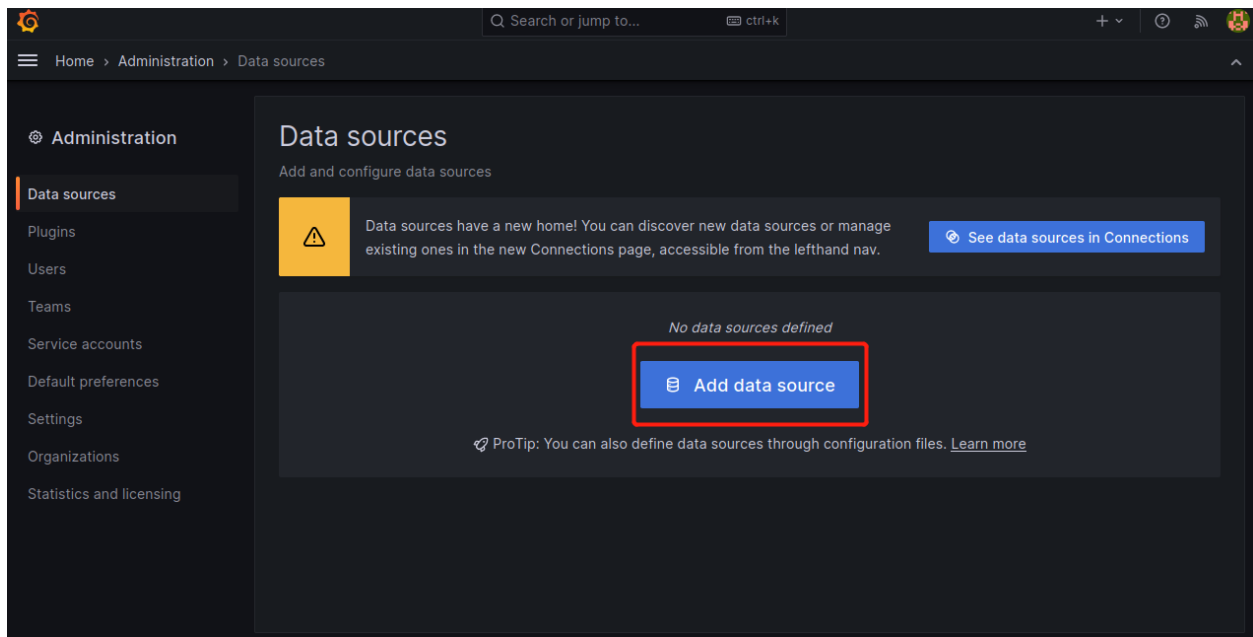 Search or jump to... ctrl+k
Home › Administration › Data sources
Administration
Data sources
Plugins
Users
Teams
Service accounts
Default preferences
Settings
Organizations
Statistics and licensing
Data sources
Add and configure data sources
Data sources have a new home! You can discover new data sources or manage
existing ones in the new Connections page, accessible from the lefthand nav.
See data sources in Connections
No data sources defined
Add data source
ProTip: You can also define data sources through configuration files. Learn more